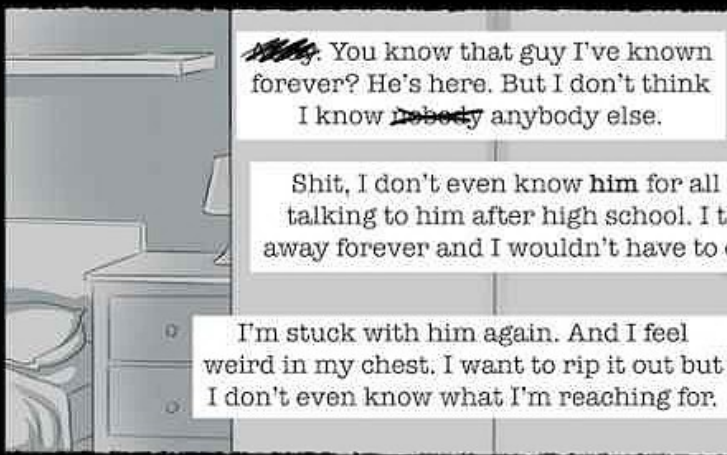 You know that guy I've known
forever? He's here. But I don't think
I know nobody anybody else.
Shit, I don't even know him for all
talking to him after high school. I t
away forever and I wouldn't have to
I'm stuck with him again. And I feel
weird in my chest. I want to rip it out but
I don't even know what I'm reaching for.